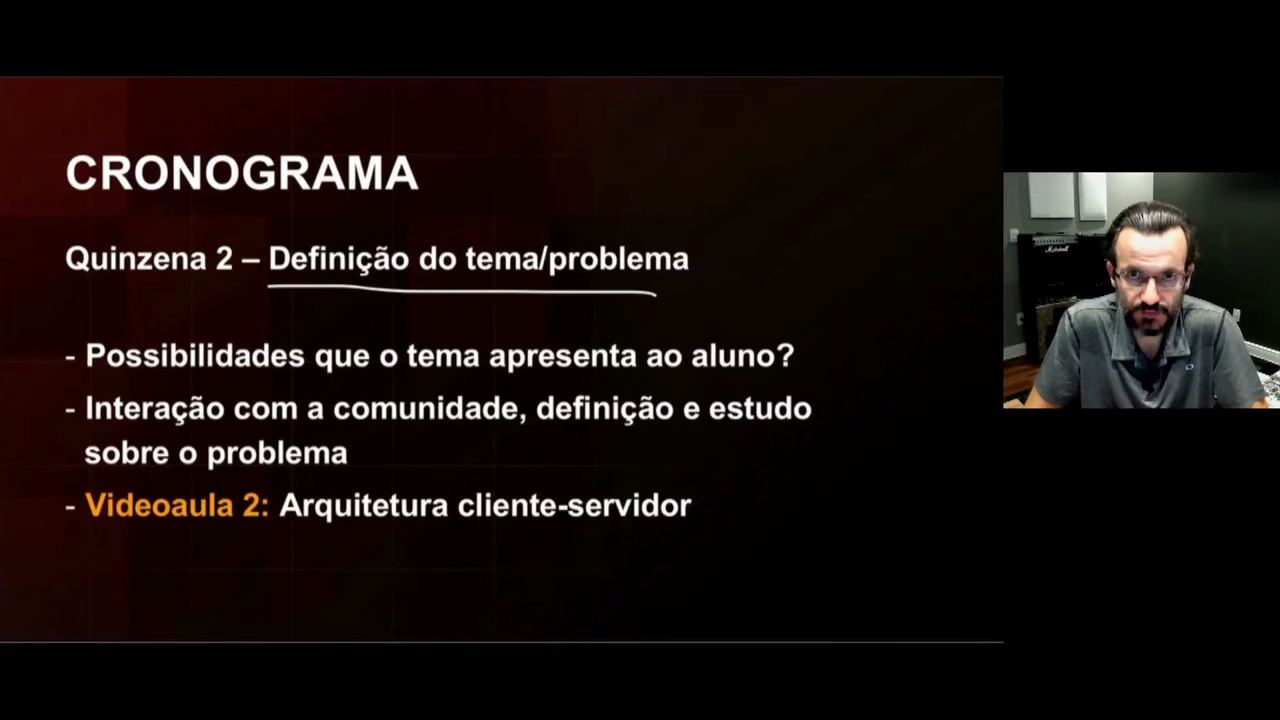 CRONOGRAMA
Quinzena 2 – Definição do tema/problema
- Possibilidades que o tema apresenta ao aluno?
- Interação com a comunidade, definição e estudo
sobre o problema
- Videoaula 2: Arquitetura cliente-servidor
Marshall